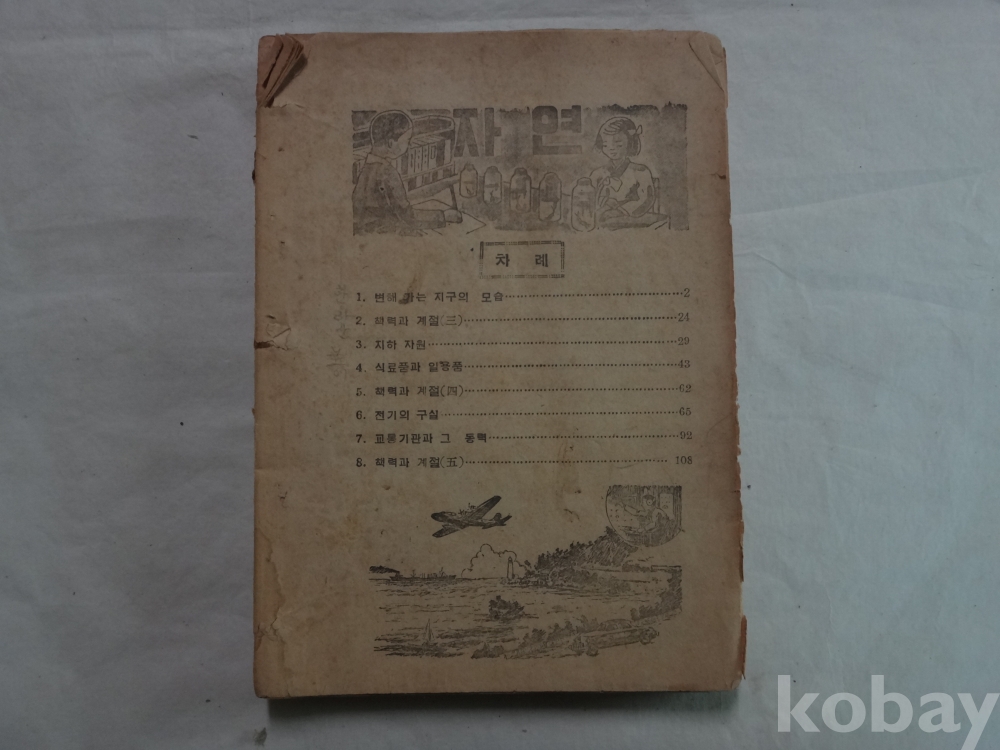 자연
차 례
1. 변해 가는 지구의 모습 2
2. 책력과 계절(三) 24
3. 지하 자원 29
4. 식료품과 일용품 43
5. 책력과 계절(四) 62
6. 전기의 구실 65
7. 교통기관과 그 동력 92
8. 책력과 계절(五) 108
kobay